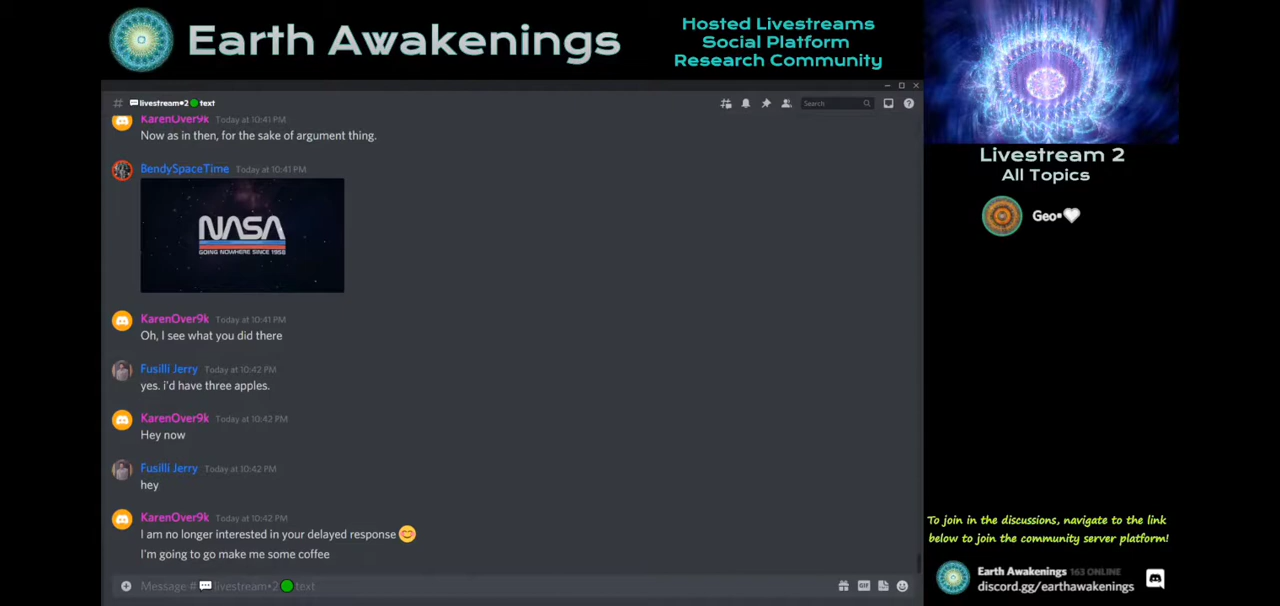 Earth Awakenings
Hosted Livestreams
Social Platform
Research Community
# 💬livestream•2🟢text
Search
KarenOver9k Today at 10:41 PM
Now as in then, for the sake of argument thing.
BendySpaceTime Today at 10:41 PM
NASA
GOING NOWHERE SINCE 1958
KarenOver9k Today at 10:41 PM
Oh, I see what you did there
Fusilli Jerry Today at 10:42 PM
yes. i'd have three apples.
KarenOver9k Today at 10:42 PM
Hey now
Fusilli Jerry Today at 10:42 PM
hey
KarenOver9k Today at 10:42 PM
I am no longer interested in your delayed response 😊
I'm going to go make me some coffee
Message #💬livestream•2🟢text
GIF
Livestream 2
All Topics
Geo•🤍
To join in the discussions, navigate to the link
below to join the community server platform!
Earth Awakenings 163 ONLINE
discord.gg/earthawakenings